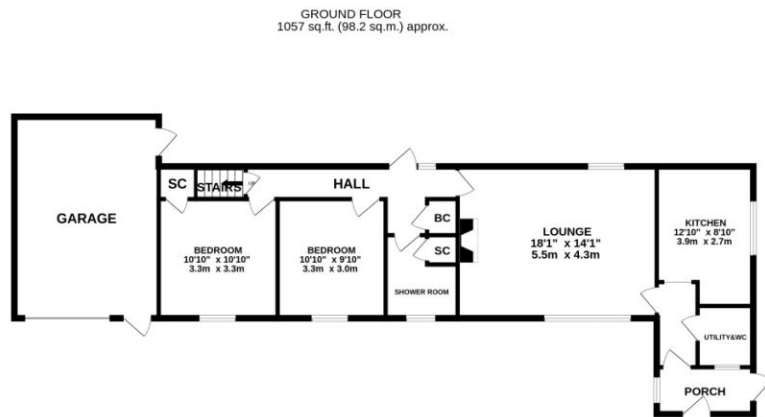 GROUND FLOOR
1057 sq.ft. (98.2 sq.m.) approx.
SC
STAIRS
HALL
GARAGE
BEDROOM
10'10" x 10'10"
3.3m x 3.3m
BEDROOM
10'10" x 9'10"
3.3m x 3.0m
BC
SC
SHOWER ROOM
LOUNGE
18'1" x 14'1"
5.5m x 4.3m
KITCHEN
12'10" x 8'10"
3.9m x 2.7m
UTILITY&WC
PORCH